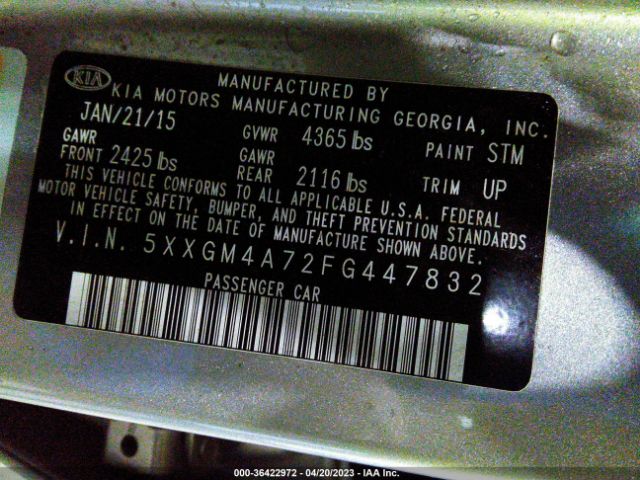 KIA
MANUFACTURED BY
KIA MOTORS MANUFACTURING GEORGIA, INC.
JAN/21/15 GVWR 4365 lbs PAINT STM
GAWR FRONT 2425 lbs GAWR REAR 2116 lbs TRIM UP
THIS VEHICLE CONFORMS TO ALL APPLICABLE U.S.A. FEDERAL
MOTOR VEHICLE SAFETY, BUMPER, AND THEFT PREVENTION STANDARDS
IN EFFECT ON THE DATE OF MANUFACTURE SHOWN ABOVE.
V.I.N. 5XXGM4A72FG447832
PASSENGER CAR
000-36422972 - 04/20/2023 - IAA Inc.